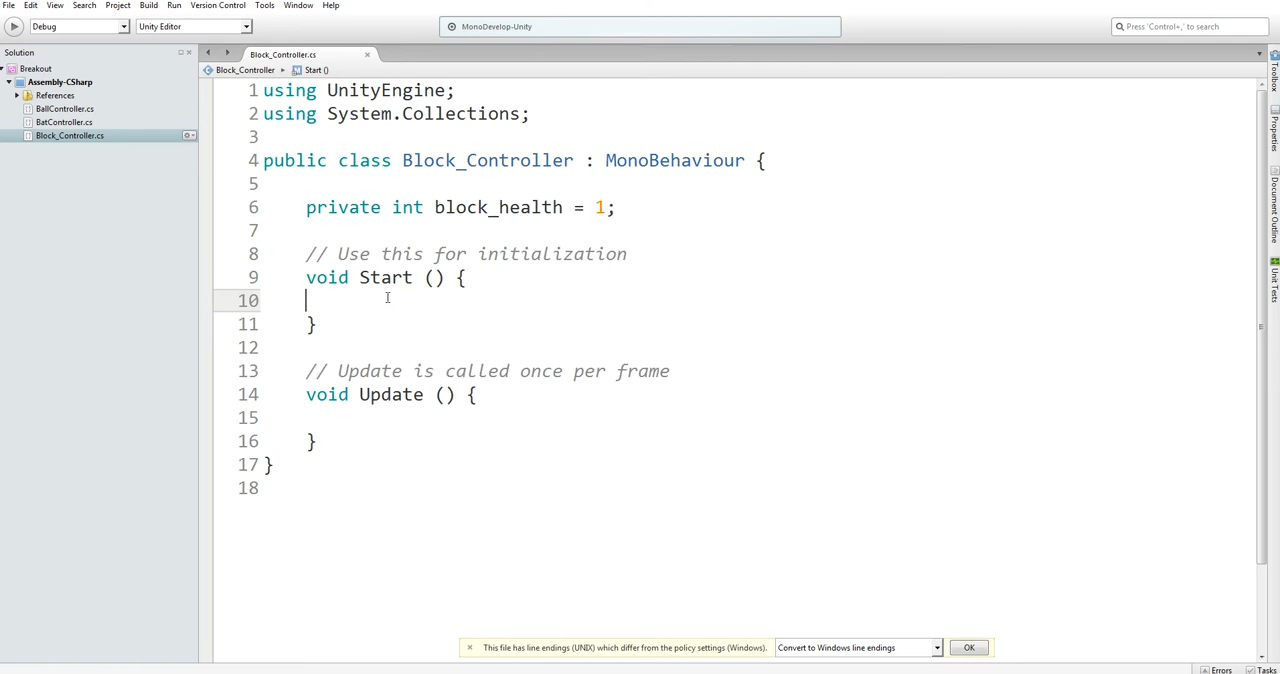 File Edit View Search Project Build Run Version Control Tools Window Help
Debug Unity Editor MonoDevelop-Unity Press 'Control+,' to search
Solution
Breakout
Assembly-CSharp
References
BallController.cs
BatController.cs
Block_Controller.cs
Block_Controller.cs
Block_Controller Start ()
1 using UnityEngine;
2 using System.Collections;
3
4 public class Block_Controller : MonoBehaviour {
5
6 private int block_health = 1;
7
8 // Use this for initialization
9 void Start () {
10
11 }
12
13 // Update is called once per frame
14 void Update () {
15
16 }
17 }
18
Toolbox
Properties
Document Outline
Unit Tests
This file has line endings (UNIX) which differ from the policy settings (Windows). Convert to Windows line endings OK
Errors Tasks